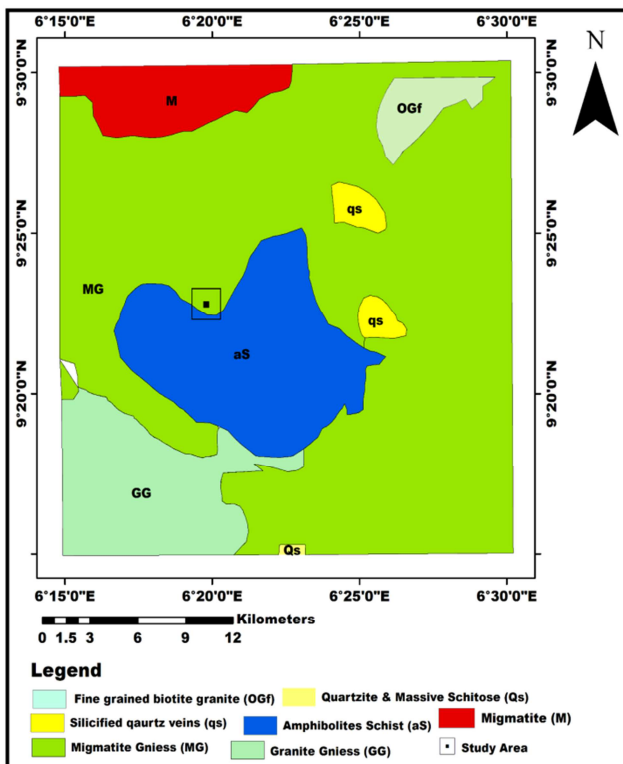 6°15'0"E 6°20'0"E 6°25'0"E 6°30'0"E
N
9°30'0"N 9°30'0"N
M
OGf
qs
9°25'0"N 9°25'0"N
MG
qs
aS
9°20'0"N 9°20'0"N
GG
Qs
6°15'0"E 6°20'0"E 6°25'0"E 6°30'0"E
Kilometers
0 1.5 3 6 9 12
Legend
Fine grained biotite granite (OGf) Quartzite & Massive Schitose (Qs)
Silicified qaurtz veins (qs) Amphibolites Schist (aS) Migmatite (M)
Migmatite Gniess (MG) Granite Gniess (GG) Study Area